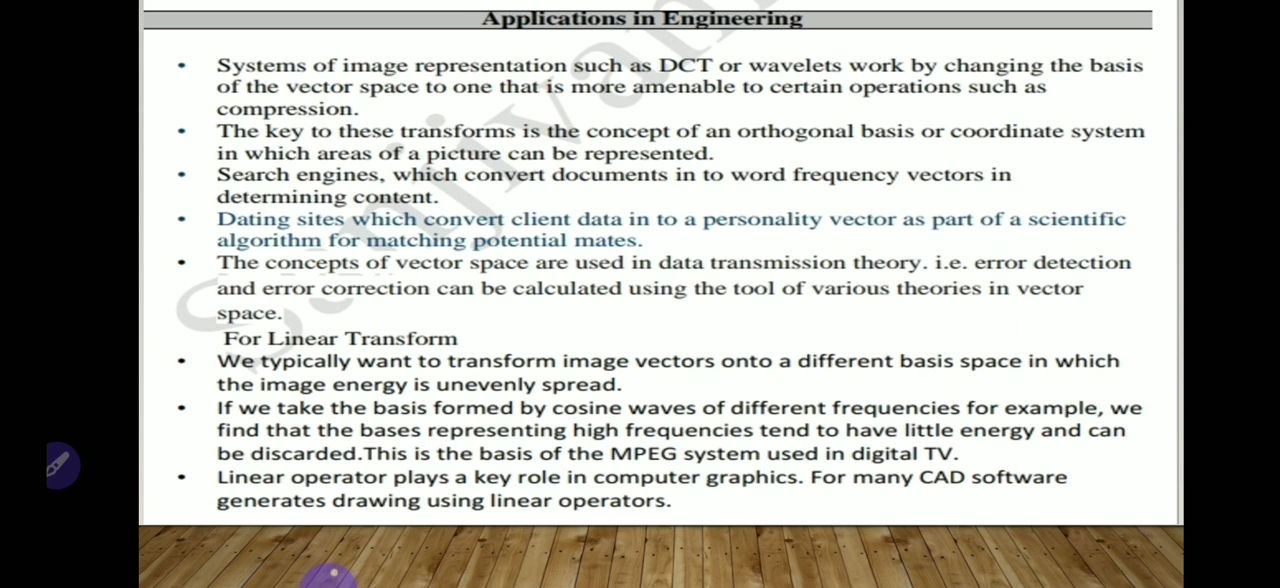 Applications in Engineering
• Systems of image representation such as DCT or wavelets work by changing the basis
of the vector space to one that is more amenable to certain operations such as
compression.
• The key to these transforms is the concept of an orthogonal basis or coordinate system
in which areas of a picture can be represented.
• Search engines, which convert documents in to word frequency vectors in
determining content.
• Dating sites which convert client data in to a personality vector as part of a scientific
algorithm for matching potential mates.
• The concepts of vector space are used in data transmission theory. i.e. error detection
and error correction can be calculated using the tool of various theories in vector
space.
For Linear Transform
• We typically want to transform image vectors onto a different basis space in which
the image energy is unevenly spread.
• If we take the basis formed by cosine waves of different frequencies for example, we
find that the bases representing high frequencies tend to have little energy and can
be discarded.This is the basis of the MPEG system used in digital TV.
• Linear operator plays a key role in computer graphics. For many CAD software
generates drawing using linear operators.